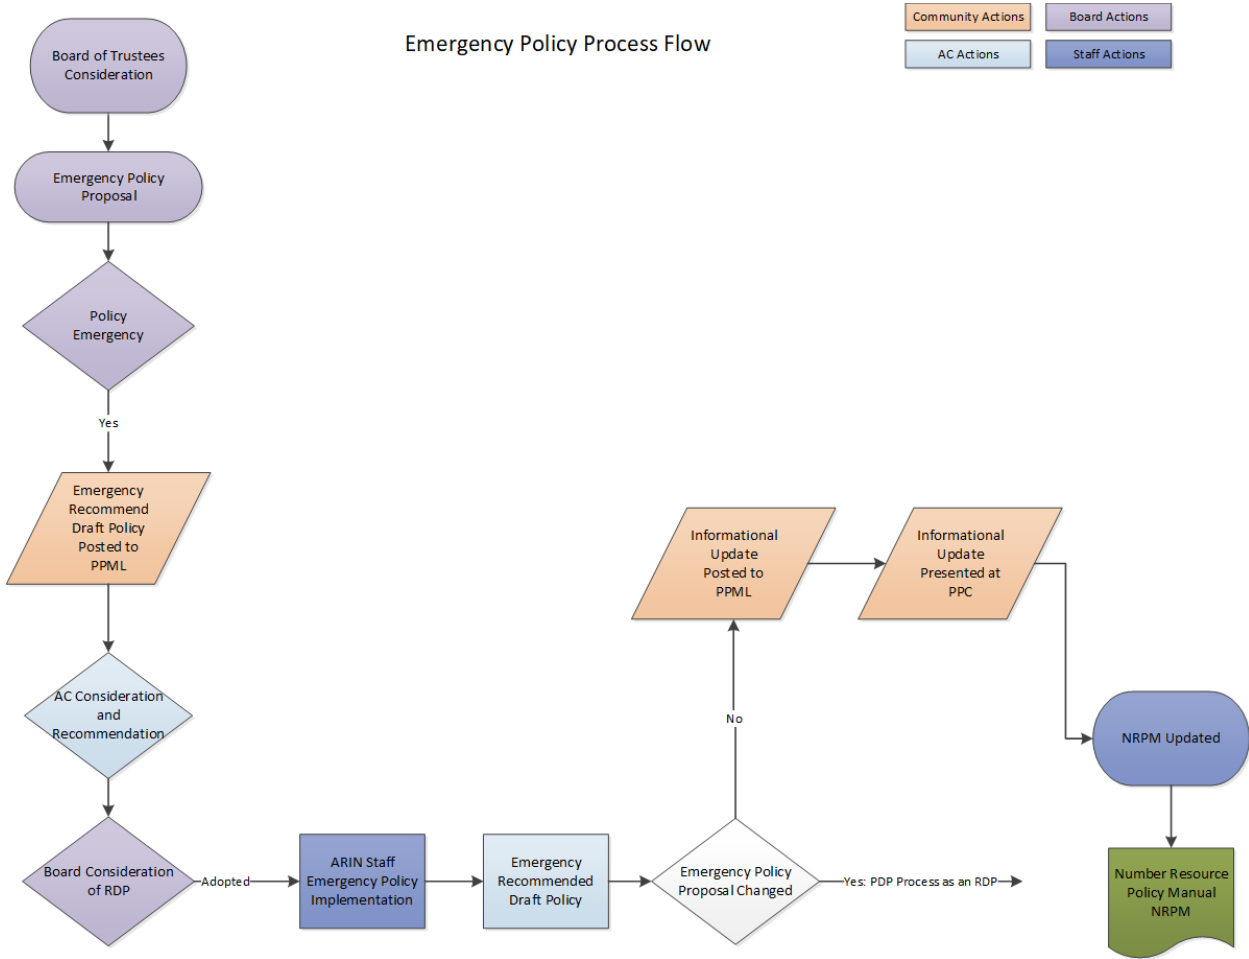 Emergency Policy Process Flow
Community Actions
Board Actions
AC Actions
Staff Actions
Board of Trustees
Consideration
Emergency Policy
Proposal
Policy
Emergency
Yes
Emergency
Recommend
Draft Policy
Posted to
PPML
AC Consideration
and
Recommendation
Board Consideration
of RDP
Adopted
ARIN Staff
Emergency Policy
Implementation
Emergency
Recommended
Draft Policy
Emergency Policy
Proposal Changed
Yes: PDP Process as an RDP
No
Informational
Update
Posted to
PPML
Informational
Update
Presented at
PPC
NRPM Updated
Number Resource
Policy Manual
NRPM